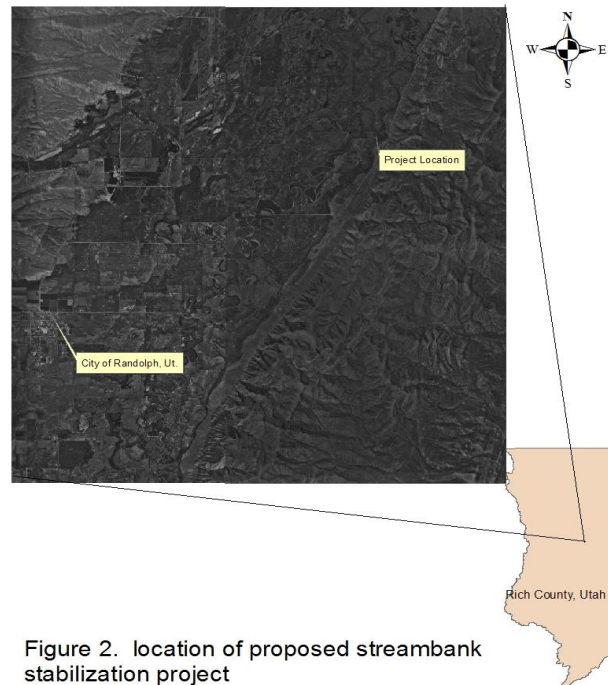 N
W E
S
Project Location
City of Randolph, Ut.
Rich County, Utah
Figure 2.  location of proposed streambank
stabilization project